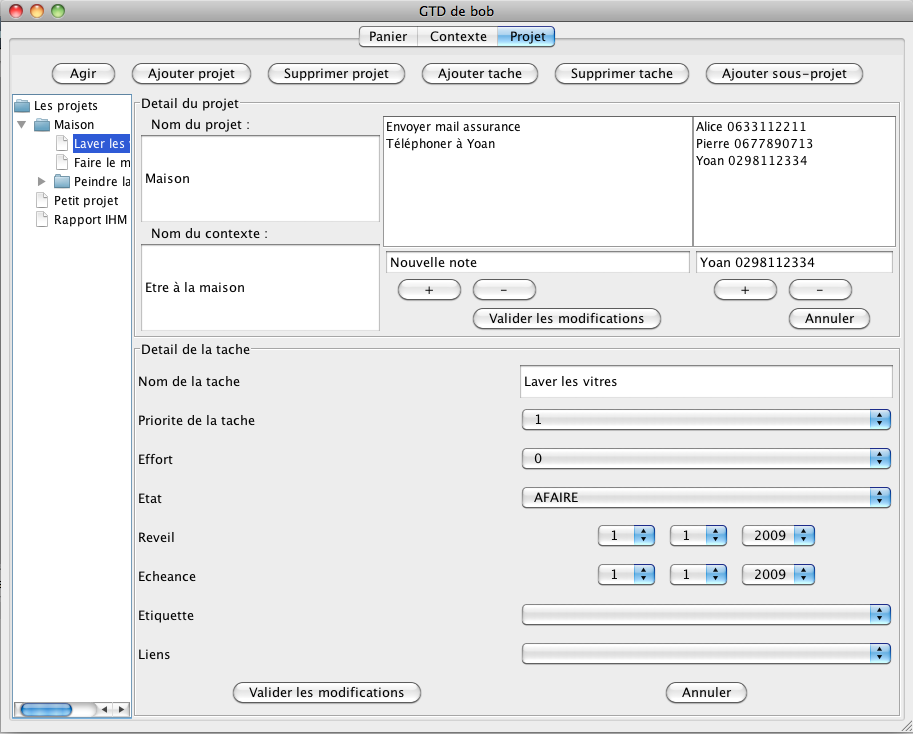 GTD de bob
Panier Contexte Projet
Agir Ajouter projet Supprimer projet Ajouter tache Supprimer tache Ajouter sous-projet
Les projets
Maison
Laver les
Faire le m
Peindre la
Petit projet
Rapport IHM
Detail du projet
Nom du projet :
Maison
Nom du contexte :
Etre à la maison
Envoyer mail assurance
Téléphoner à Yoan
Nouvelle note
+ -
Alice 0633112211
Pierre 0677890713
Yoan 0298112334
Yoan 0298112334
+ -
Valider les modifications Annuler
Detail de la tache
Nom de la tache Laver les vitres
Priorite de la tache 1
Effort 0
Etat AFAIRE
Reveil 1 1 2009
Echeance 1 1 2009
Etiquette
Liens
Valider les modifications Annuler